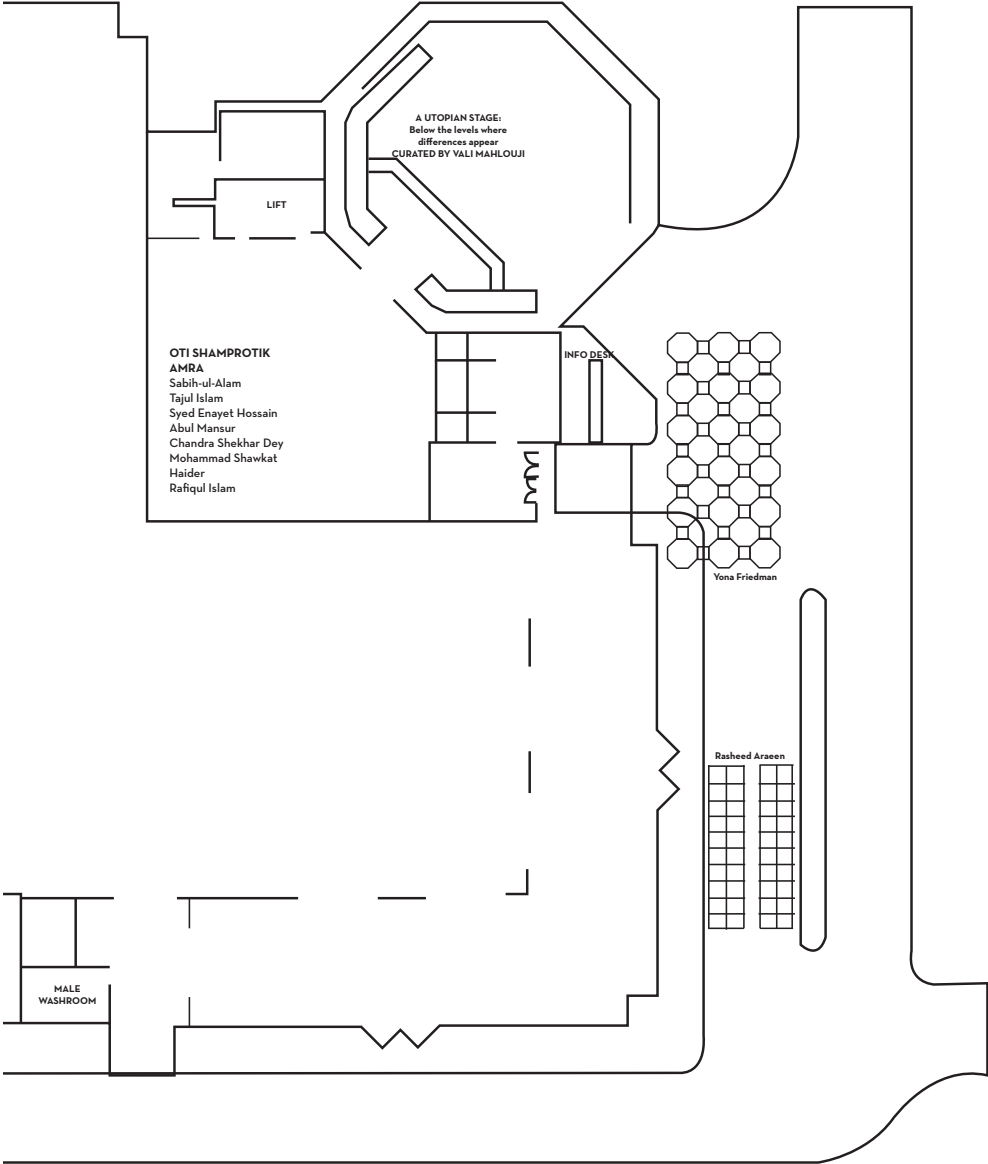 A UTOPIAN STAGE:
Below the levels where
differences appear
CURATED BY VALI MAHLOUJI
LIFT
INFO DESK
OTI SHAMPROTIK
AMRA
Sabih-ul-Alam
Tajul Islam
Syed Enayet Hossain
Abul Mansur
Chandra Shekhar Dey
Mohammad Shawkat
Haider
Rafiqul Islam
Yona Friedman
Rasheed Araeen
MALE
WASHROOM